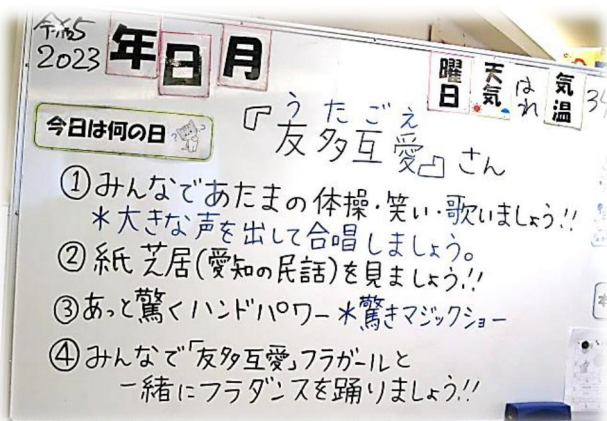 令和5
2023 年 日 月
曜日 天気 はれ 気温 34
今日は何の日
うたごえ
『友多互愛』さん
①みんなであたまの体操・笑い・歌いましょう!!
*大きな声を出して合唱しましょう。
②紙芝居(愛知の民話)を見ましょう!!
③あっと驚くハンドパワー *驚きマジックショー
④みんなで「友多互愛」フラガールと
一緒にフラダンスを踊りましょう!!